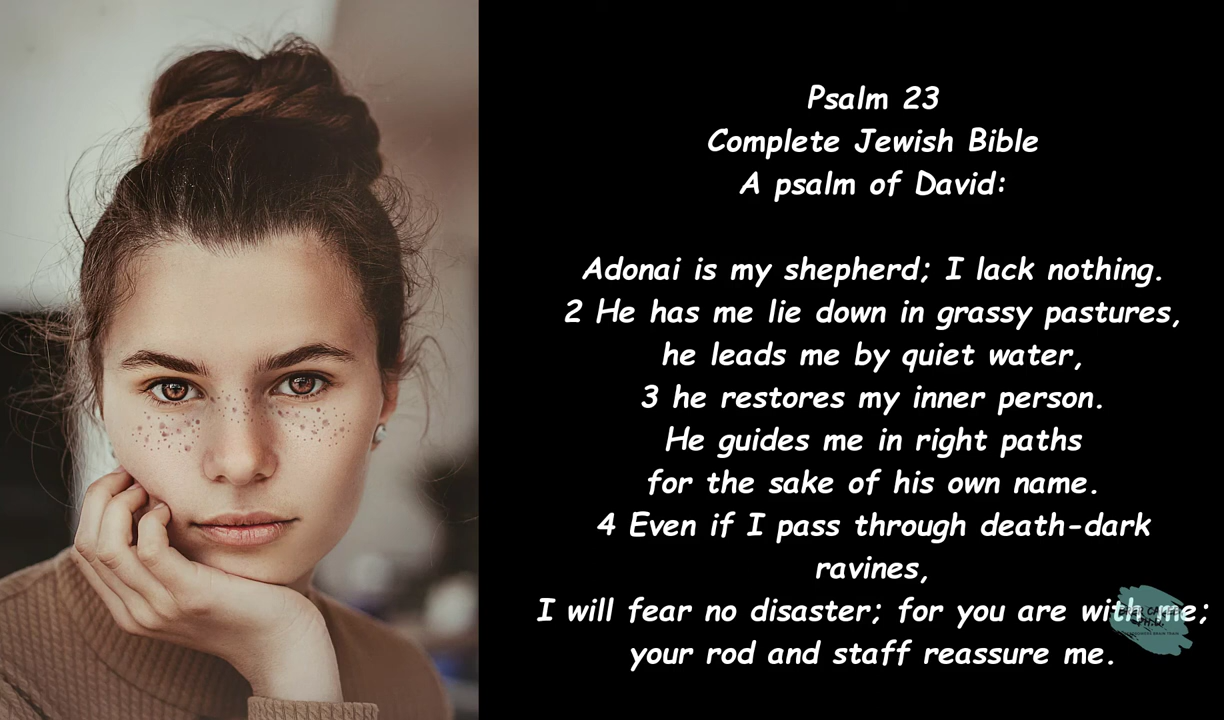 Psalm 23
Complete Jewish Bible
A psalm of David:
Adonai is my shepherd; I lack nothing.
2 He has me lie down in grassy pastures,
he leads me by quiet water,
3 he restores my inner person.
He guides me in right paths
for the sake of his own name.
4 Even if I pass through death-dark
ravines,
I will fear no disaster; for you are with me;
your rod and staff reassure me.
PH.D.